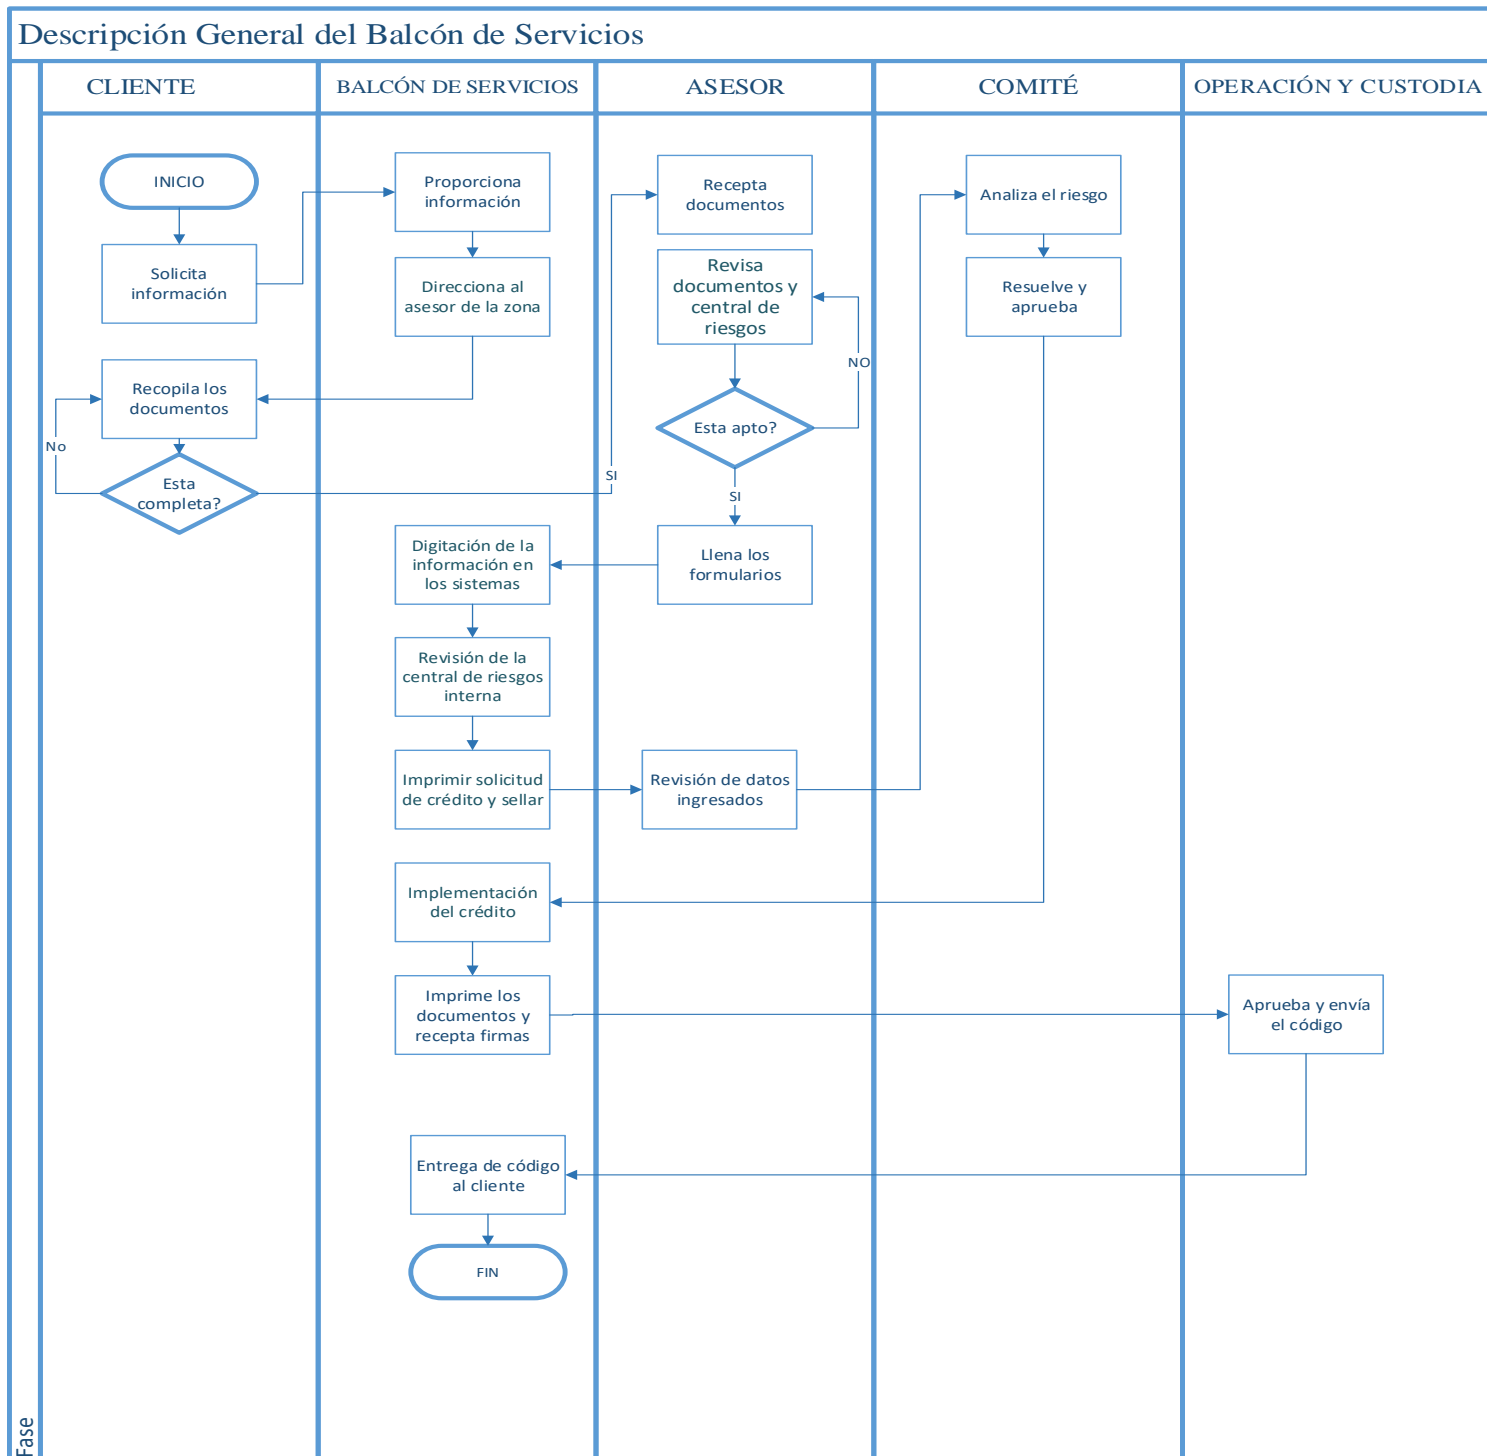 Descripción General del Balcón de Servicios
CLIENTE
BALCÓN DE SERVICIOS
ASESOR
COMITÉ
OPERACIÓN Y CUSTODIA
INICIO
Solicita
información
Recopila los
documentos
No
Esta
completa?
Proporciona
información
Direcciona al
asesor de la zona
SI
Recepta
documentos
Revisa
documentos y
central de
riesgos
NO
Esta apto?
SI
Llena los
formularios
Digitación de la
información en
los sistemas
Revisión de la
central de riesgos
interna
Imprimir solicitud
de crédito y sellar
Revisión de datos
ingresados
Analiza el riesgo
Resuelve y
aprueba
Implementación
del crédito
Imprime los
documentos y
recepta firmas
Aprueba y envía
el código
Entrega de código
al cliente
FIN
Fase